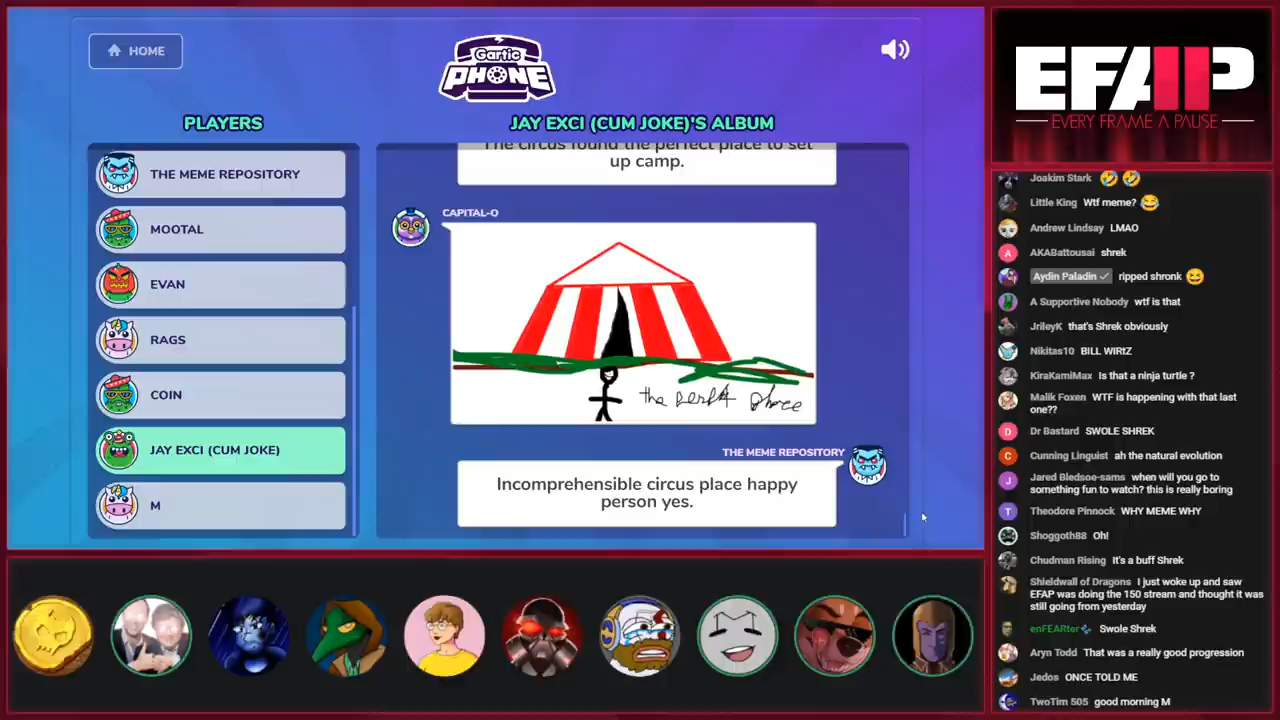 HOME
Gartic
PHONE
PLAYERS
THE MEME REPOSITORY
MOOTAL
EVAN
RAGS
COIN
JAY EXCI (CUM JOKE)
M
JAY EXCI (CUM JOKE)'S ALBUM
The circus found the perfect place to set
up camp.
CAPITAL-O
the
THE MEME REPOSITORY
Incomprehensible circus place happy
person yes.
EFAP
EVERY FRAME A PAUSE
Joakim Stark
Little King Wtf meme?
Andrew Lindsay LMAO
A
AKABattousai shrek
Aydin Paladin ripped shronk
A Supportive Nobody wtf is that
JrileyK that's Shrek obviously
Nikitas10 BILL WIRtZ
KiraKamiMax Is that a ninja turtle ?
Malik Foxen WTF is happening with that last
one??
D
Dr Bastard SWOLE SHREK
C
Cunning Linguist ah the natural evolution
J
Jared Bledsoe-sams when will you go to
something fun to watch? this is really boring
T
Theodore Pinnock WHY MEME WHY
Shoggoth88 Oh!
Chudman Rising It's a buff Shrek
Shieldwall of Dragons I just woke up and saw
EFAP was doing the 150 stream and thought it was
still going from yesterday
enFEARter Swole Shrek
Aryn Todd That was a really good progression
Jedos ONCE TOLD ME
TwoTim 505 good morning M